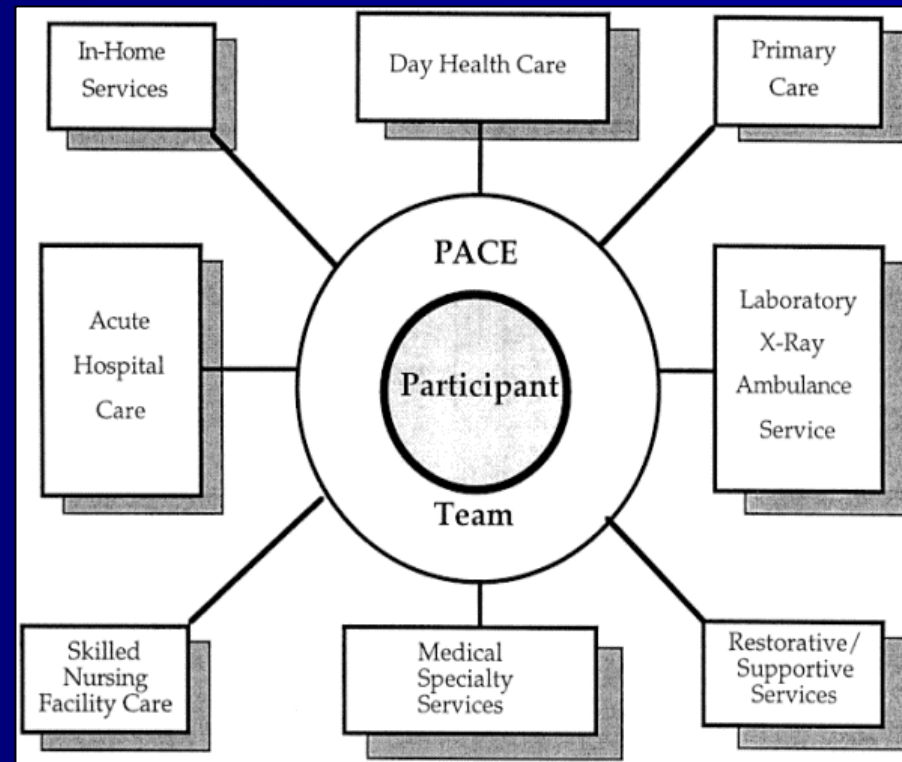 In-Home
Services
Day Health Care
Primary
Care
PACE
Participant
Team
Acute
Hospital
Care
Laboratory
X-Ray
Ambulance
Service
Skilled
Nursing
Facility Care
Medical
Specialty
Services
Restorative/
Supportive
Services